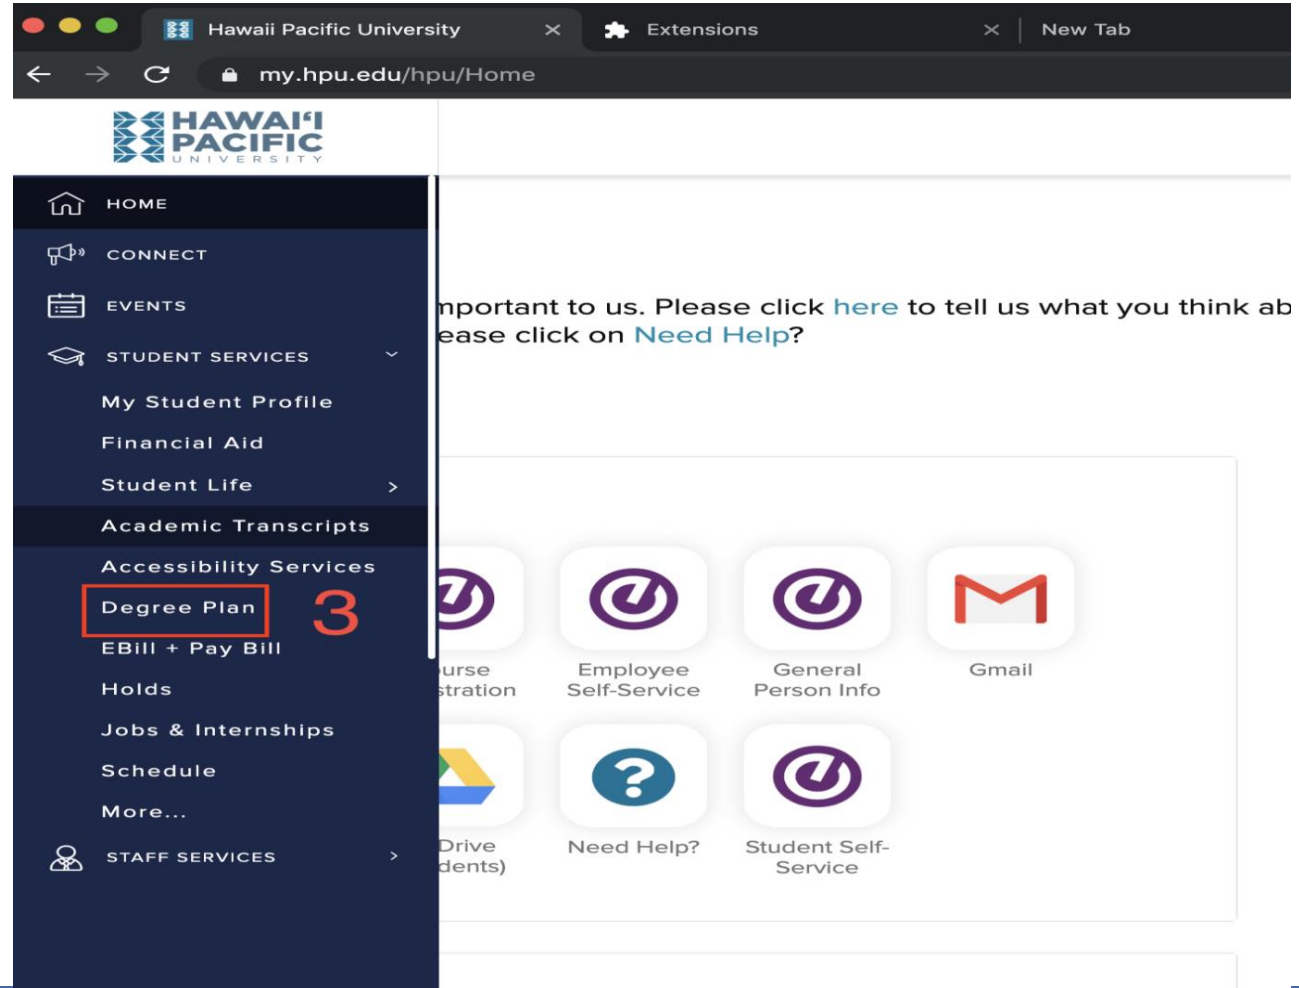 Hawaii Pacific University
Extensions
New Tab
my.hpu.edu/hpu/Home
HAWAI‘I
PACIFIC
UNIVERSITY
HOME
CONNECT
EVENTS
STUDENT SERVICES
My Student Profile
Financial Aid
Student Life
Academic Transcripts
Accessibility Services
Degree Plan
3
EBill + Pay Bill
Holds
Jobs & Internships
Schedule
More...
STAFF SERVICES
mportant to us. Please click here to tell us what you think ab
ease click on Need Help?
urse
stration
Employee
Self-Service
General
Person Info
Gmail
Drive
dents)
Need Help?
Student Self-
Service